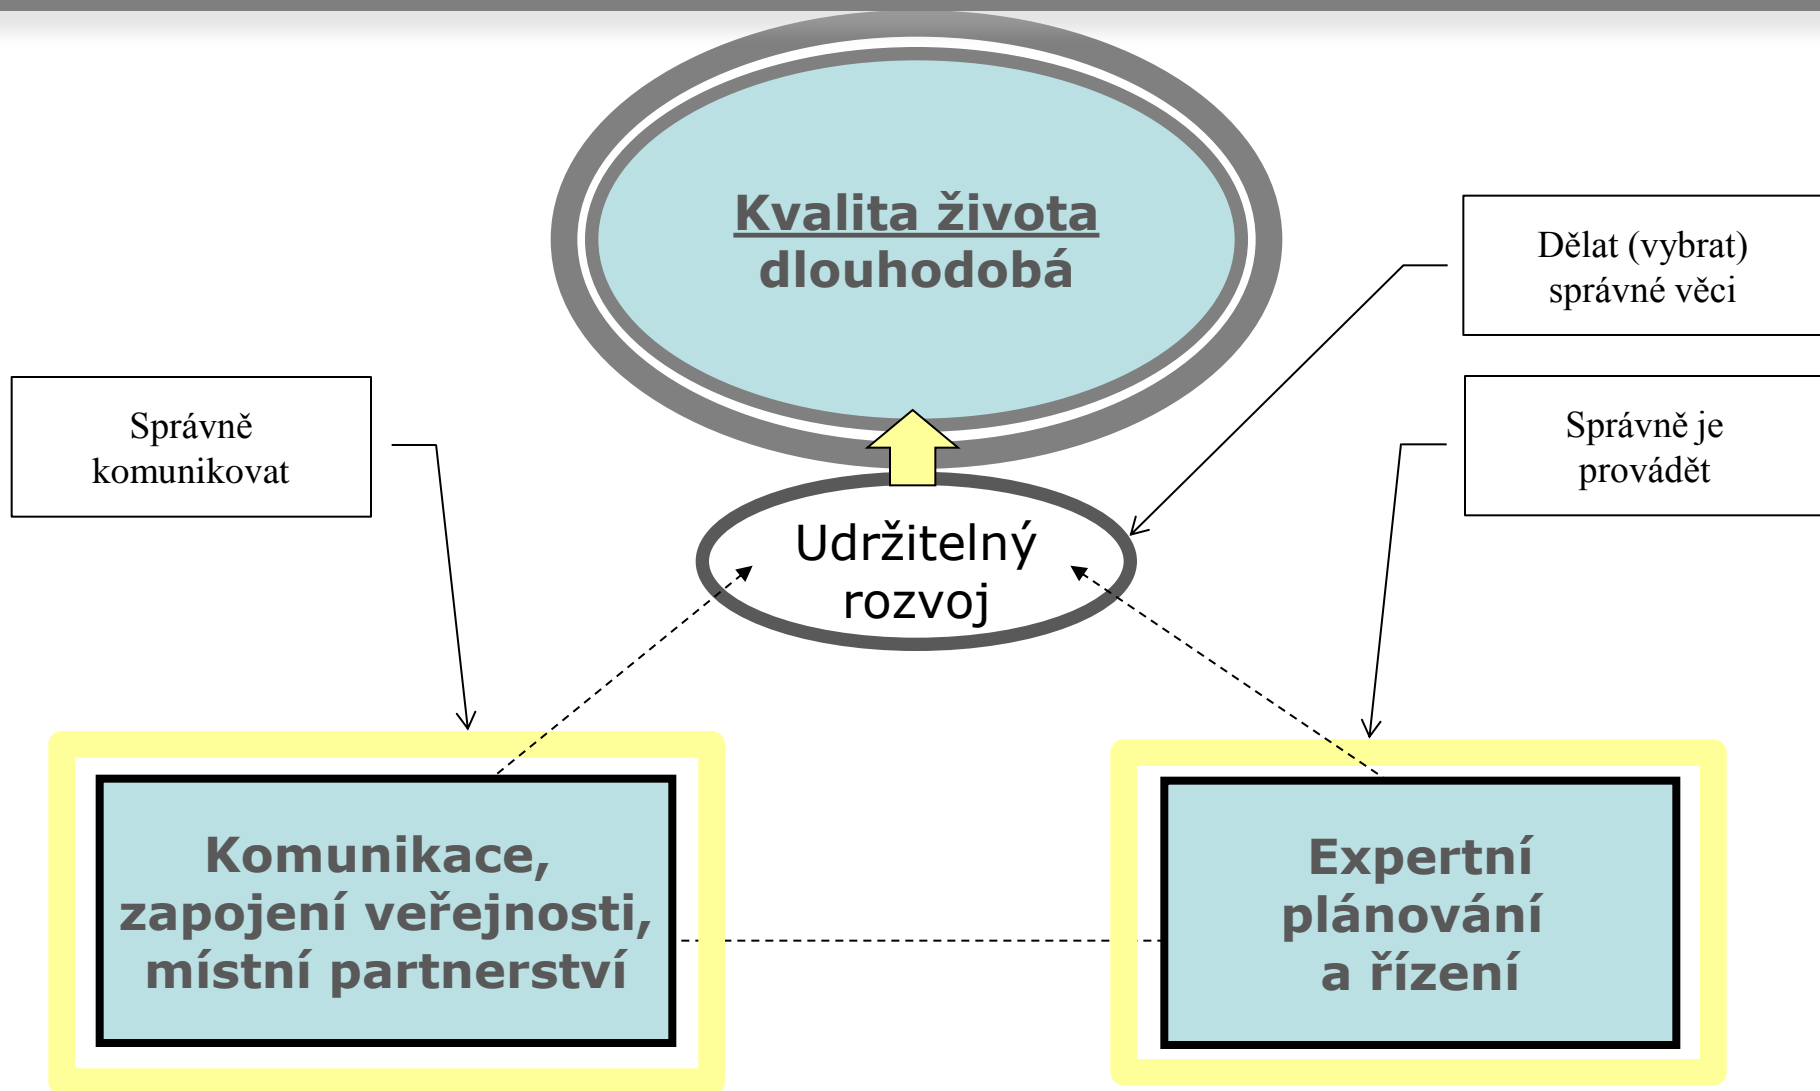 Kvalita života
dlouhodobá
Dělat (vybrat)
správné věci
Správně
komunikovat
Správně je
provádět
Udržitelný
rozvoj
Komunikace,
zapojení veřejnosti,
místní partnerství
Expertní
plánování
a řízení